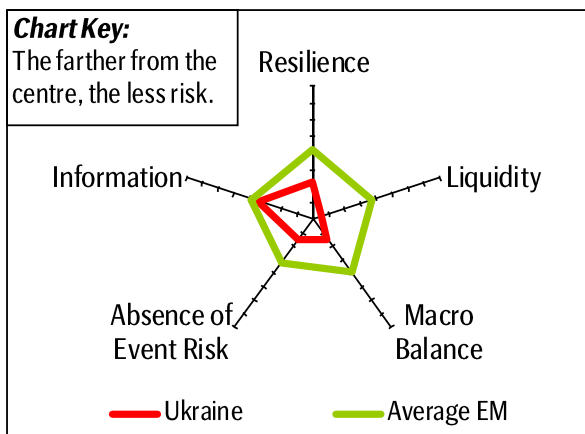 Chart Key:
The farther from the
centre, the less risk.
Resilience
Information
Liquidity
Absence of
Event Risk
Macro
Balance
Ukraine
Average EM